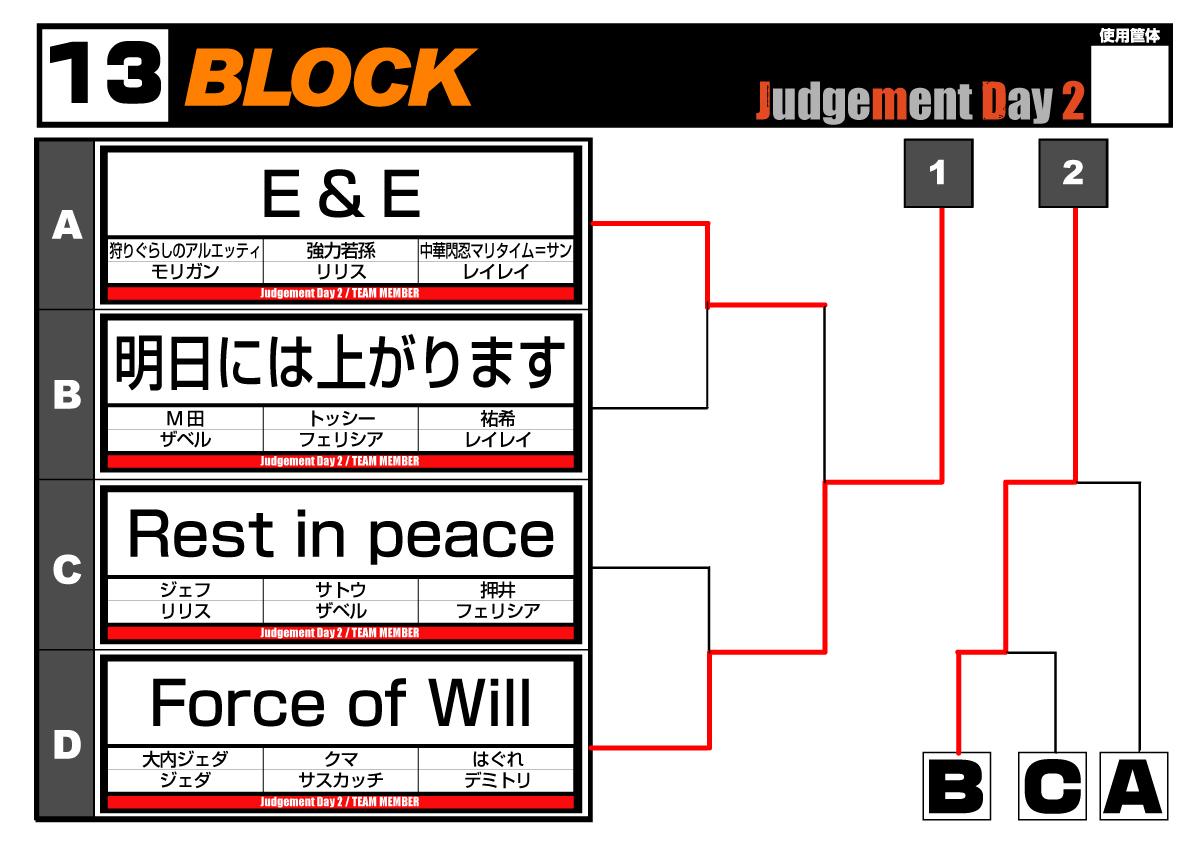 13 BLOCK
使用筐体
Judgement Day 2
1 2
A
E & E
狩りぐらしのアルエッティ 強力若孫 中華閃忍マリタイム=サン
モリガン リリス レイレイ
Judgement Day 2 / TEAM MEMBER
B
明日には上がります
M田 トッシー 祐希
ザベル フェリシア レイレイ
Judgement Day 2 / TEAM MEMBER
C
Rest in peace
ジェフ サトウ 押井
リリス ザベル フェリシア
Judgement Day 2 / TEAM MEMBER
D
Force of Will
大内ジェダ クマ はぐれ
ジェダ サスカッチ デミトリ
Judgement Day 2 / TEAM MEMBER
B C A